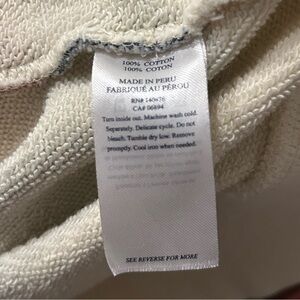 100% COTTON
100% COTON
MADE IN PERU
FABRIQUÉ AU PÉROU
RN# 140876
CA# 06894
Turn inside out. Machine wash cold.
Separately. Delicate cycle. Do not
bleach. Tumble dry low. Remove
promptly. Cool iron when needed.
SEE REVERSE FOR MORE